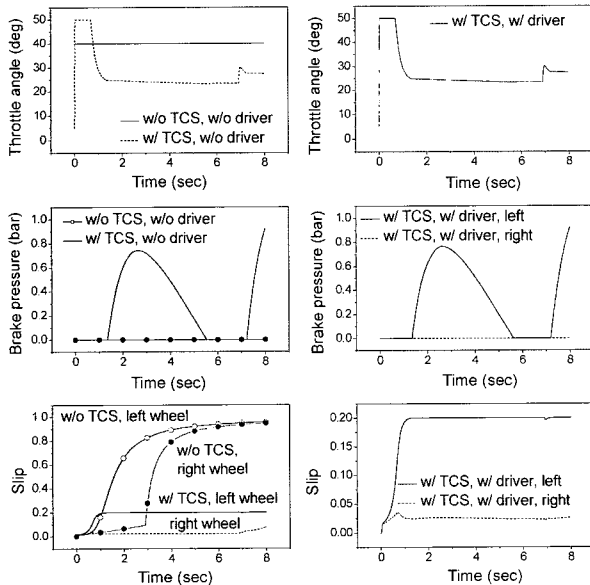 Throttle angle (deg)
50
40
30
20
10
0
w/o TCS, w/o driver
w/ TCS, w/o driver
0 2 4 6 8
Time (sec)
Throttle angle (deg)
50
40
30
20
10
0
w/ TCS, w/ driver
0 2 4 6 8
Time (sec)
Brake pressure (bar)
1.0
0.8
0.6
0.4
0.2
0.0
w/o TCS, w/o driver
w/ TCS, w/o driver
0 2 4 6 8
Time (sec)
Brake pressure (bar)
1.0
0.8
0.6
0.4
0.2
0.0
w/ TCS, w/ driver, left
w/ TCS, w/ driver, right
0 2 4 6 8
Time (sec)
Slip
1.0
0.8
0.6
0.4
0.2
0.0
w/o TCS, left wheel
w/o TCS,
right wheel
w/ TCS, left wheel
right wheel
0 2 4 6 8
Time (sec)
Slip
0.20
0.15
0.10
0.05
0.00
w/ TCS, w/ driver, left
w/ TCS, w/ driver, right
0 2 4 6 8
Time (sec)